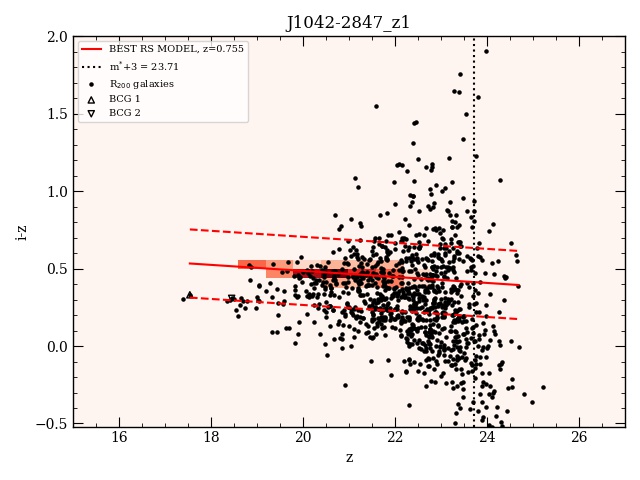 J1042-2847_z1
2.0
1.5
1.0
0.5
0.0
−0.5
i-z
BEST RS MODEL, z=0.755
m*+3 = 23.71
R200 galaxies
BCG 1
BCG 2
16 18 20 22 24 26
z